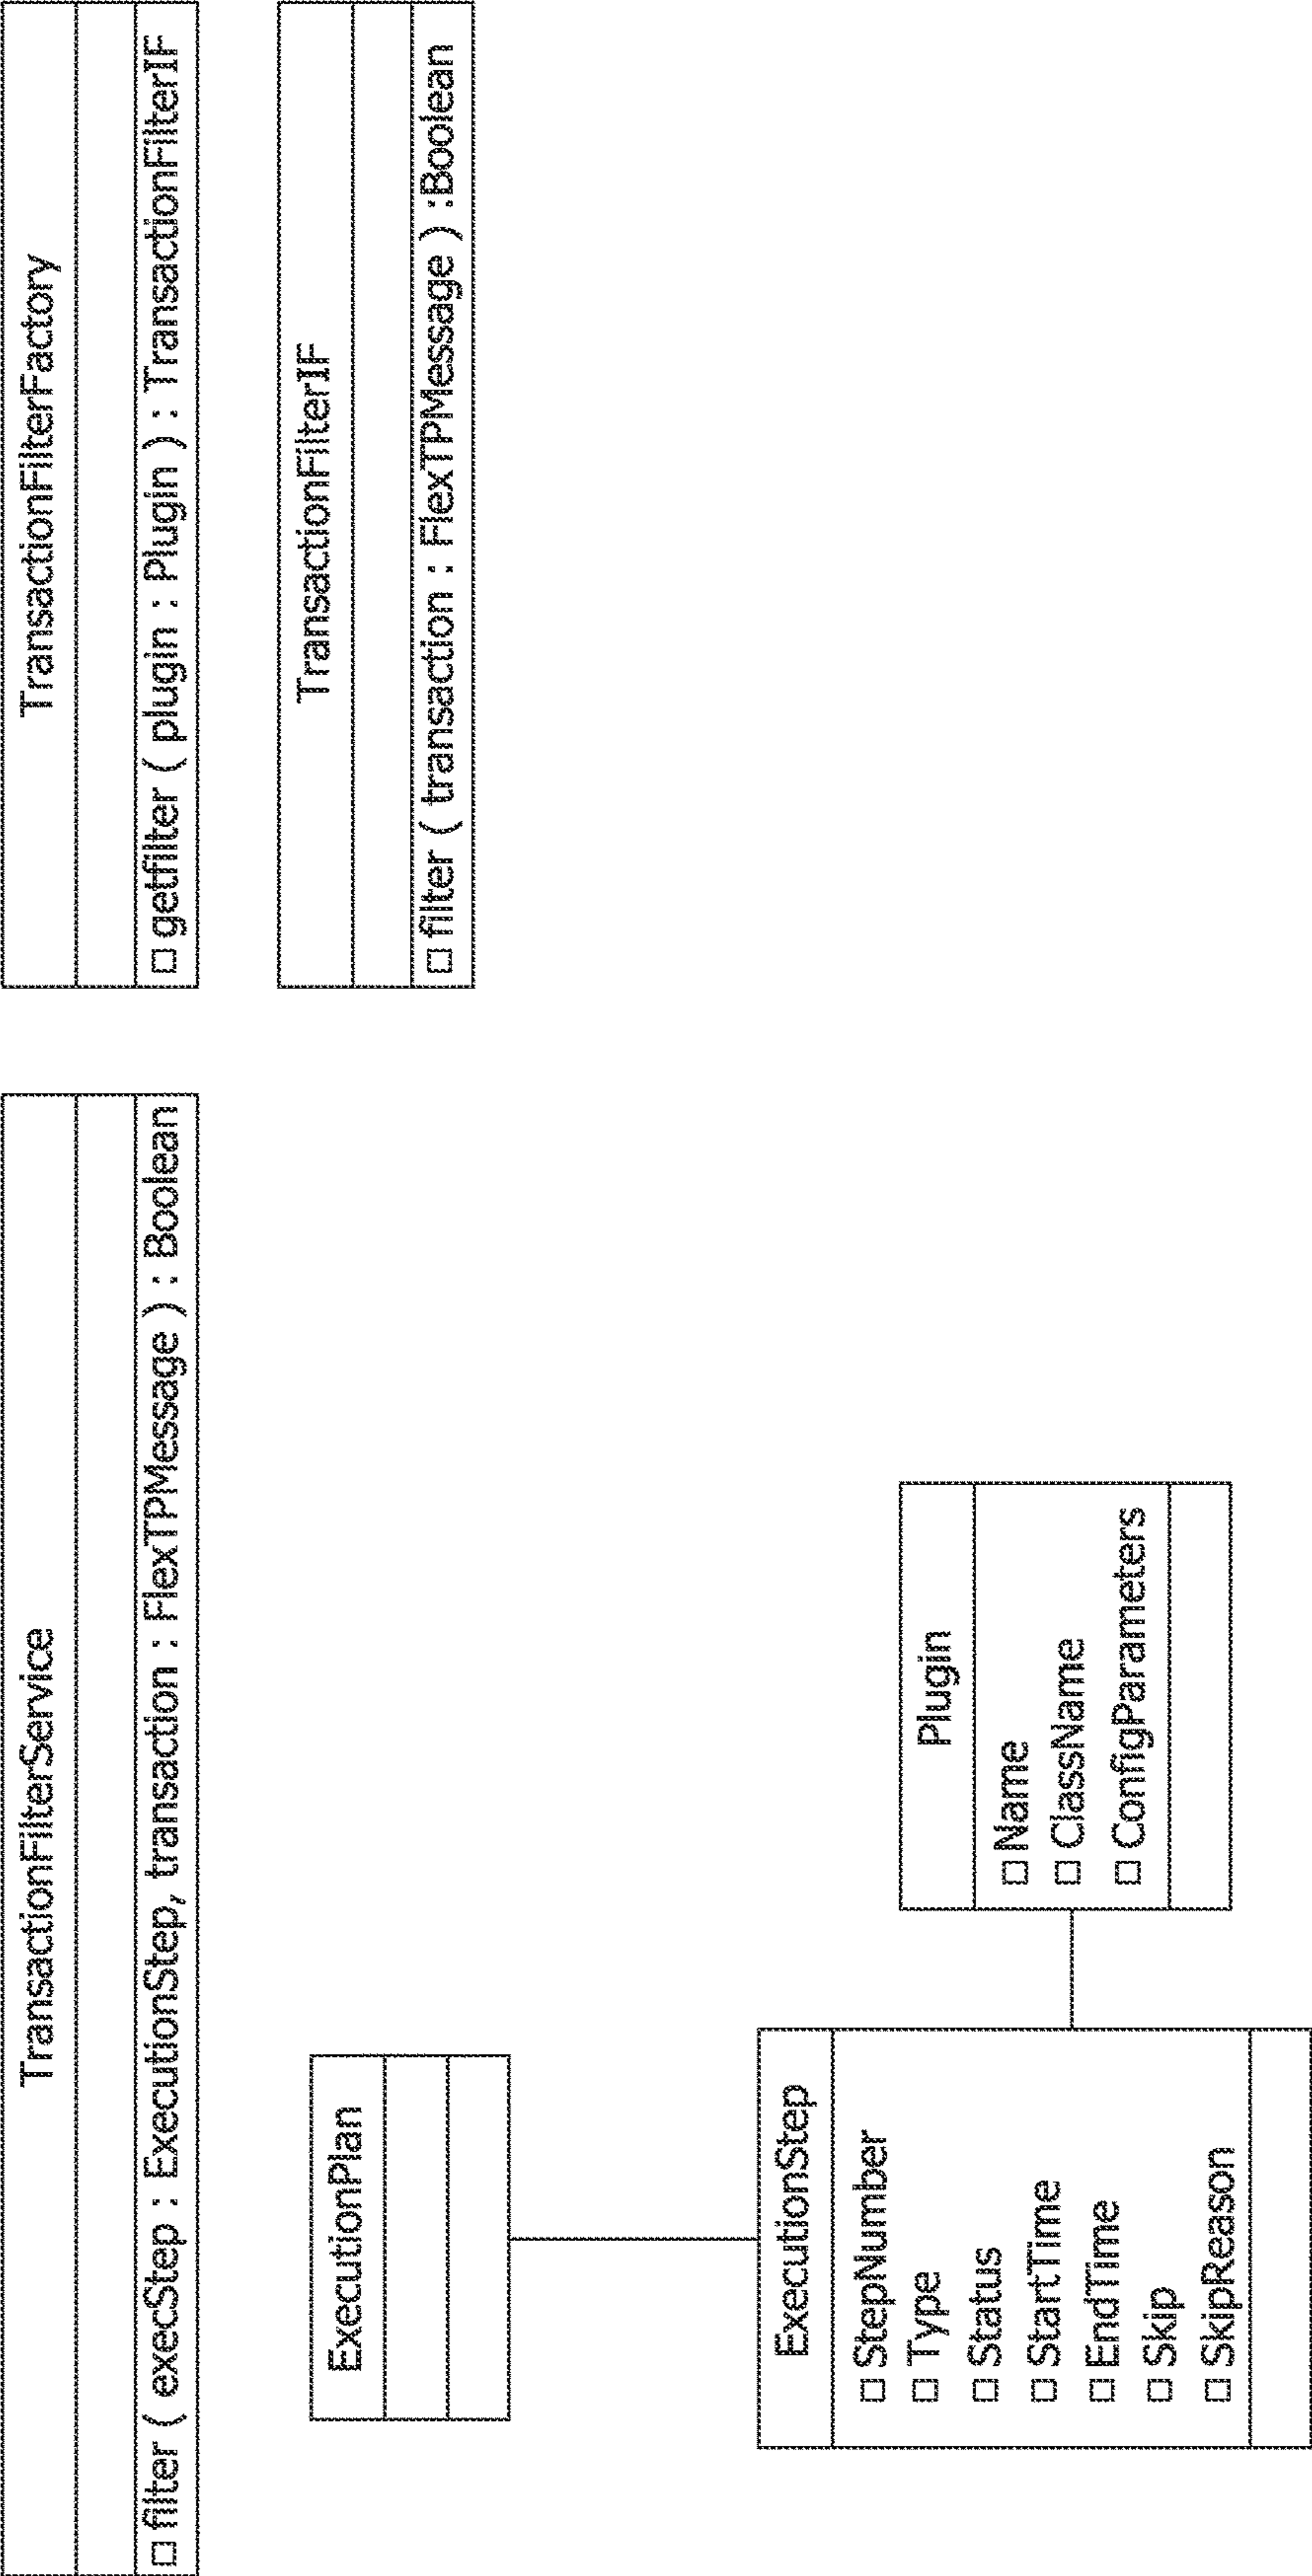 TransactionFilterService
□ filter ( execStep : ExecutionStep, transaction : FlexTPMessage ) : Boolean
TransactionFilterFactory
□ getfilter ( plugin : Plugin ) : TransactionFilterIF
TransactionFilterIF
□ filter ( transaction : FlexTPMessage ) :Boolean
ExecutionPlan
ExecutionStep
□ StepNumber
□ Type
□ Status
□ StartTime
□ EndTime
□ Skip
□ SkipReason
Plugin
□ Name
□ ClassName
□ ConfigParameters